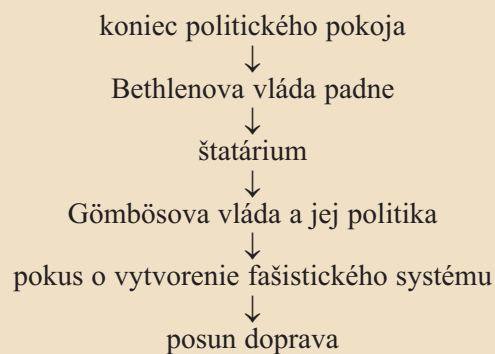 koniec politického pokoja
↓
Bethlenova vláda padne
↓
štatárium
↓
Gömbösova vláda a jej politika
↓
pokus o vytvorenie fašistického systému
↓
posun doprava